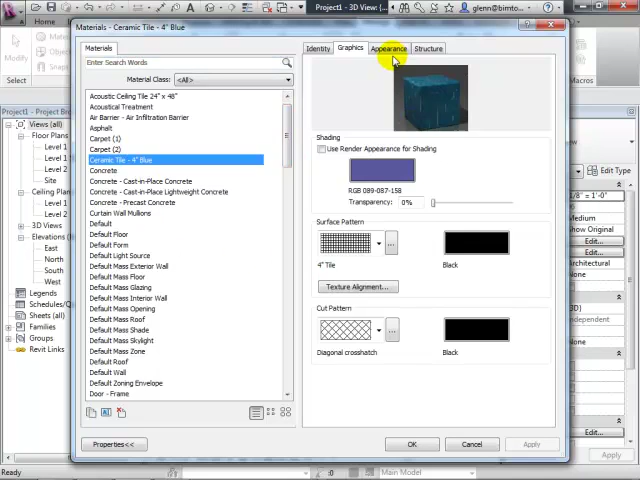 Project1 - 3D View:
glenn@bimto...
Materials - Ceramic Tile - 4" Blue
Home
Modify
Select
Materials
Identity
Graphics
Appearance
Structure
Enter Search Words
Material Class:
<All>
Acoustic Ceiling Tile 24" x 48"
Acoustical Treatment
Air Barrier - Air Infiltration Barrier
Asphalt
Carpet (1)
Carpet (2)
Ceramic Tile - 4" Blue
Concrete
Concrete - Cast-in-Place Concrete
Concrete - Cast-in-Place Lightweight Concrete
Concrete - Precast Concrete
Curtain Wall Mullions
Default
Default Floor
Default Form
Default Light Source
Default Mass Exterior Wall
Default Mass Floor
Default Mass Glazing
Default Mass Interior Wall
Default Mass Opening
Default Mass Roof
Default Mass Shade
Default Mass Skylight
Default Mass Zone
Default Roof
Default Wall
Default Zoning Envelope
Door - Frame
Properties<<
Shading
Use Render Appearance for Shading
RGB 089-087-158
Transparency:
0%
Surface Pattern
4" Tile
Black
Texture Alignment...
Cut Pattern
Diagonal crosshatch
Black
OK
Cancel
Apply
Project1 - Project Bro
Views (all)
Floor Plans
Level 1
Level 2
Site
Ceiling Plans
Level 1
Level 2
3D Views
Elevations (
East
North
South
West
Legends
Schedules/Q
Sheets (all)
Families
Groups
Revit Links
Macros
Edit Type
1/8" = 1'-0"
Medium
Show Original
Edit...
Edit...
Architectural
None
{3D}
Independent
None
Edit...
Apply
Ready
:0
Main Model